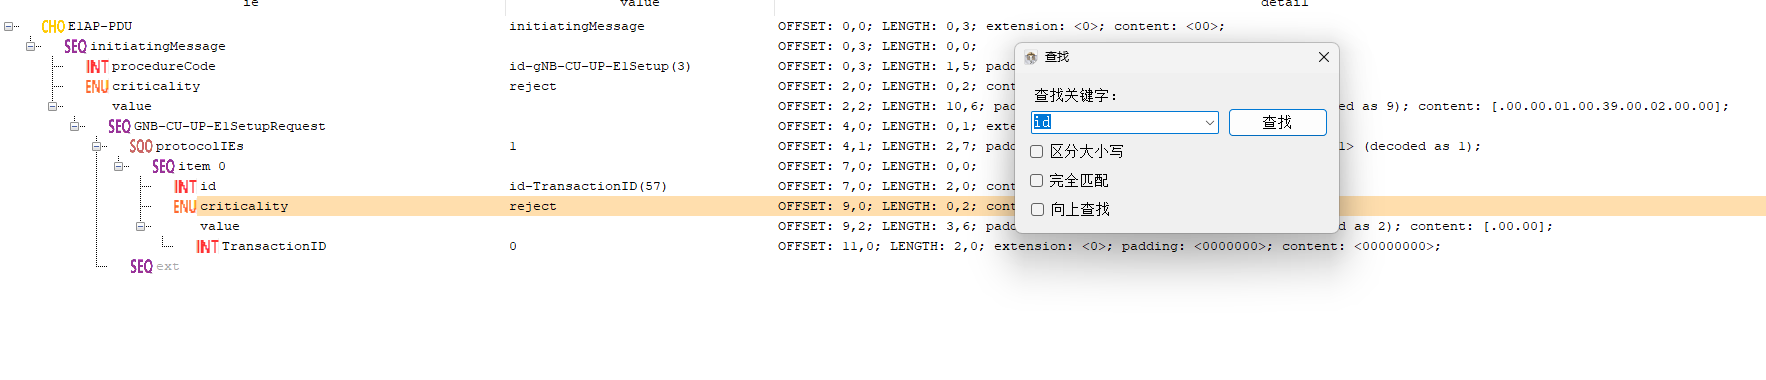 ie value detail
CHO E1AP-PDU initiatingMessage OFFSET: 0,0; LENGTH: 0,3; extension: <0>; content: <00>;
SEQ initiatingMessage OFFSET: 0,3; LENGTH: 0,0;
INT procedureCode id-gNB-CU-UP-E1Setup(3) OFFSET: 0,3; LENGTH: 1,5; padd
ENU criticality reject OFFSET: 2,0; LENGTH: 0,2; cont
value OFFSET: 2,2; LENGTH: 10,6; pad ed as 9); content: [.00.00.01.00.39.00.02.00.00];
SEQ GNB-CU-UP-E1SetupRequest OFFSET: 4,0; LENGTH: 0,1; exte
SQO protocolIEs 1 OFFSET: 4,1; LENGTH: 2,7; padd 1> (decoded as 1);
SEQ item 0 OFFSET: 7,0; LENGTH: 0,0;
INT id id-TransactionID(57) OFFSET: 7,0; LENGTH: 2,0; cont
ENU criticality reject OFFSET: 9,0; LENGTH: 0,2; cont
value OFFSET: 9,2; LENGTH: 3,6; padd d as 2); content: [.00.00];
INT TransactionID 0 OFFSET: 11,0; LENGTH: 2,0; extension: <0>; padding: <0000000>; content: <00000000>;
SEQ ext
查找
查找关键字：
id 查找
区分大小写
完全匹配
向上查找